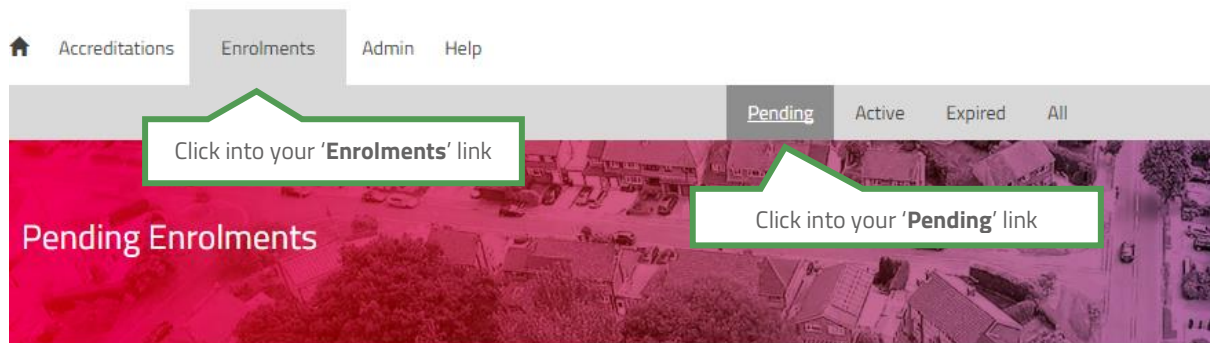 Accreditations Enrolments Admin Help
Pending Active Expired All
Click into your ‘Enrolments’ link
Click into your ‘Pending’ link
Pending Enrolments